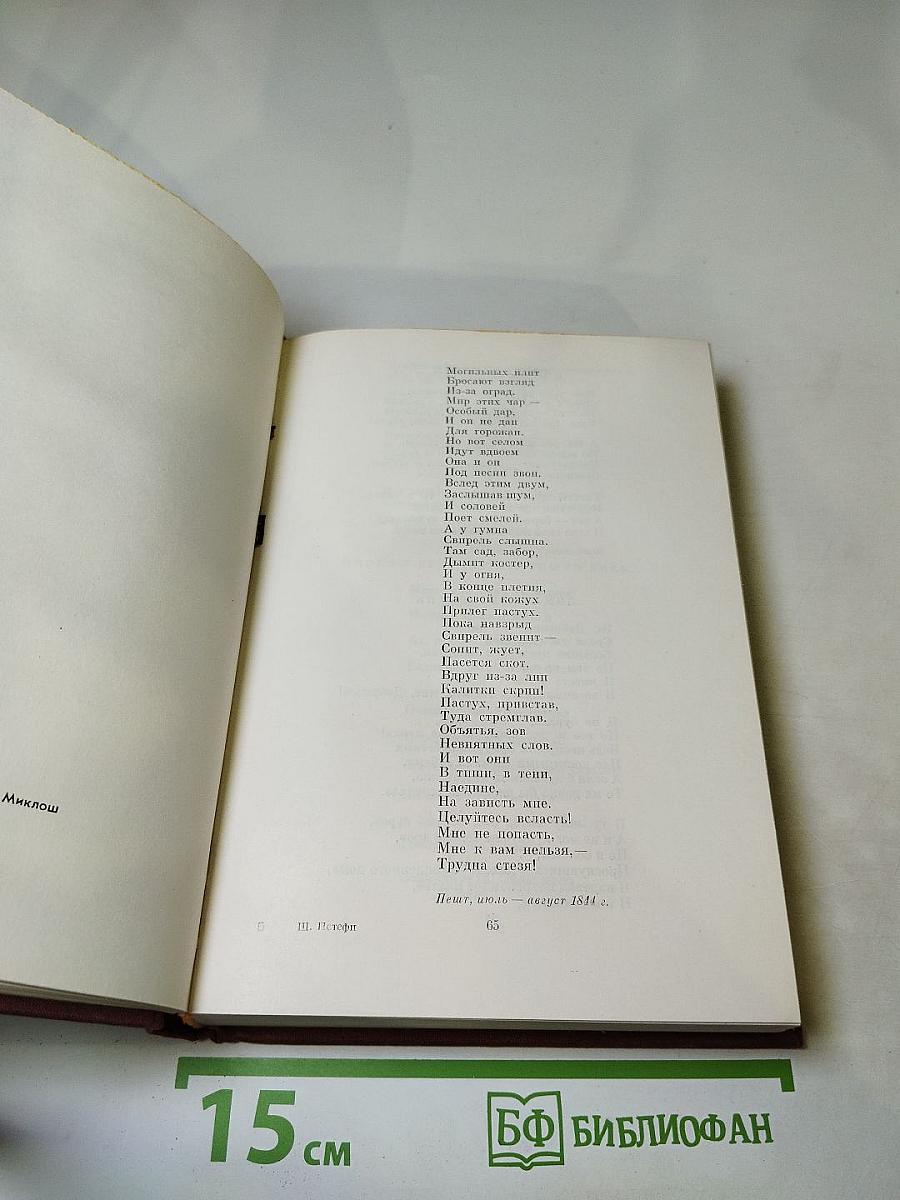 Могильных плит
Бросают взгляд
Из-за оград.
Мир этих чар —
Особый дар,
И он не дан
Для горожан.
Но вот селом
Идут вдвоем
Она и он
Под песни звон.
Вслед этим двум,
Заслышав шум,
И соловей
Поет смелей.
А у гумна
Свирель слышна.
Там сад, забор,
Дымит костер,
И у огня,
В конце плетня,
На свой кожух
Прилег пастух.
Пока навзрыд
Свирель звенит —
Сопит, жует,
Пасется скот.
Вдруг из-за лип
Калитки скрип!
Пастух, привстав,
Туда стремглав.
Объятья, зов
Невнятных слов.
И вот они
В тиши, в тени,
Наедине,
На зависть мне.
Целуйтесь всласть!
Мне не попасть,
Мне к вам нельзя,—
Трудна стезя!
Пешт, июль — август 1844 г.
Ш. Петефи
65
Миклош
15 см
БФ БИБЛИОФАН